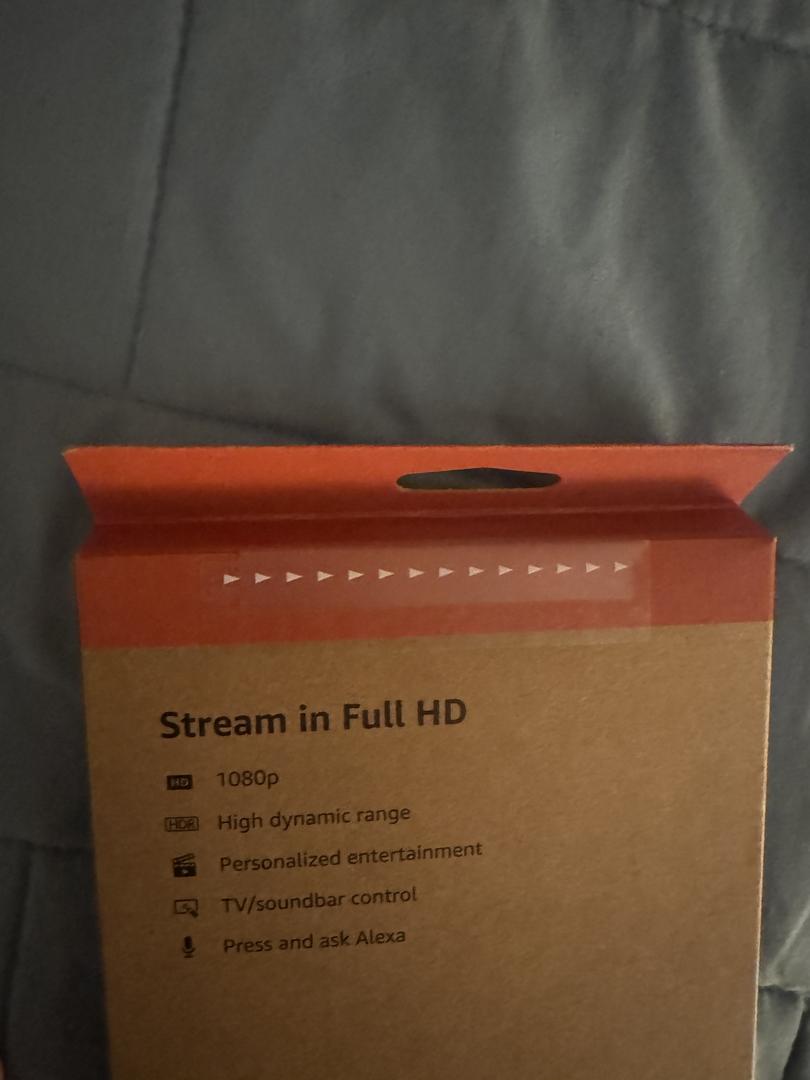 Stream in Full HD
HD 1080p
HDR High dynamic range
Personalized entertainment
TV/soundbar control
Press and ask Alexa